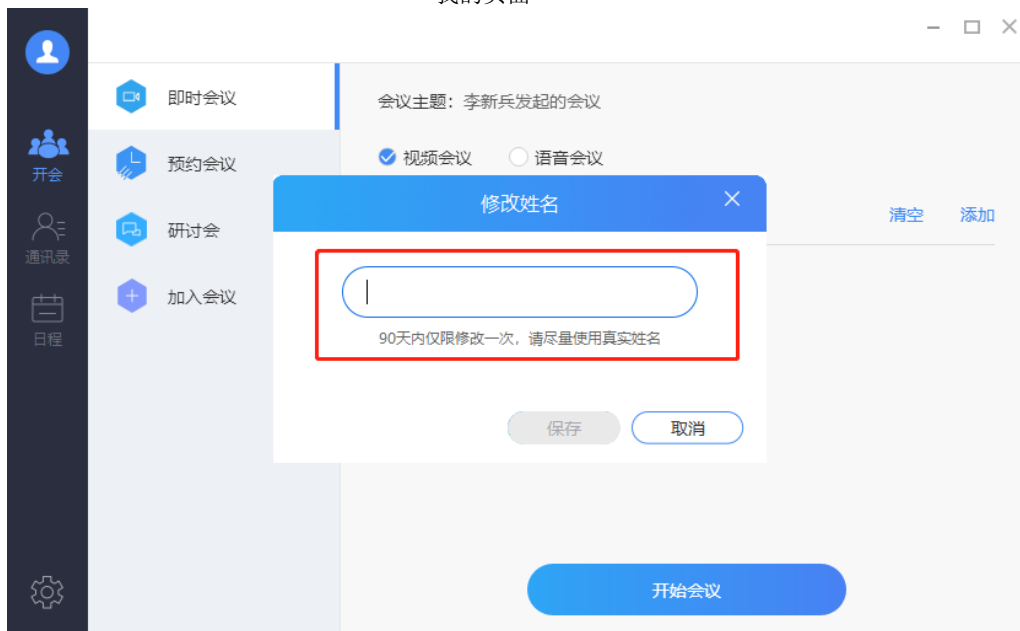 我的页面
即时会议
预约会议
研讨会
加入会议
开会
通讯录
日程
会议主题：李新兵发起的会议
视频会议 语音会议
清空 添加
修改姓名
90天内仅限修改一次，请尽量使用真实姓名
保存 取消
开始会议